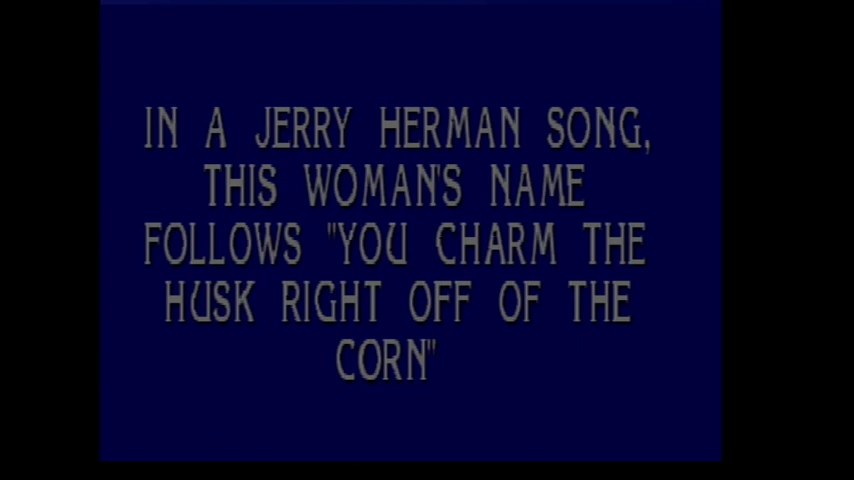 IN A JERRY HERMAN SONG,
THIS WOMAN'S NAME
FOLLOWS "YOU CHARM THE
HUSK RIGHT OFF OF THE
CORN"